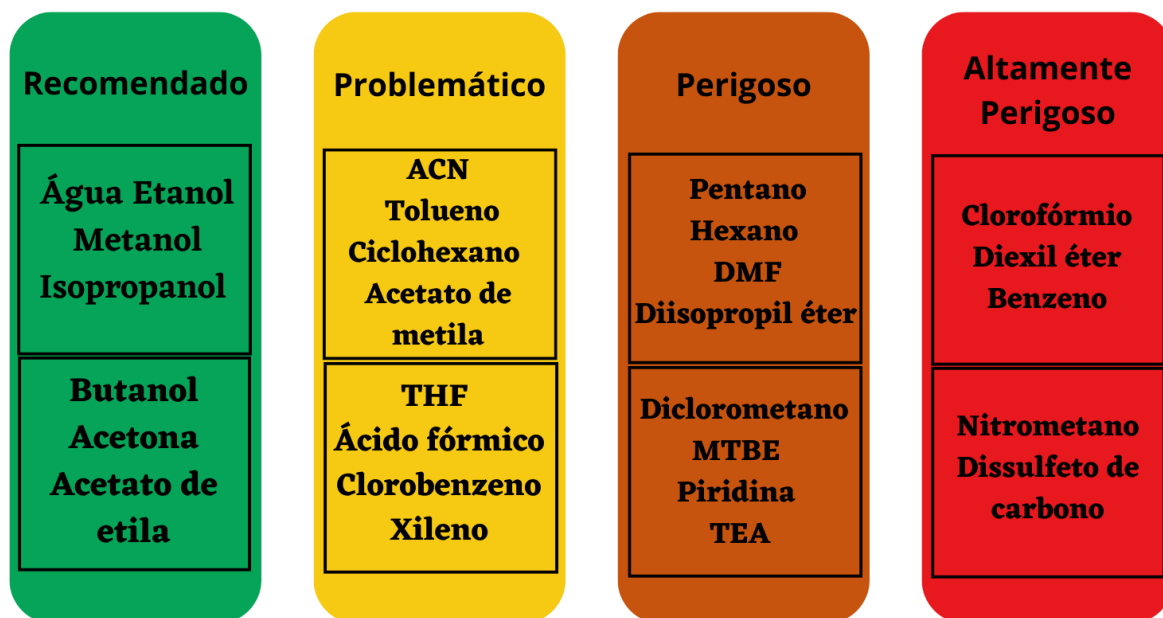 Recomendado
Água Etanol
Metanol
Isopropanol
Butanol
Acetona
Acetato de
etila
Problemático
ACN
Tolueno
Ciclohexano
Acetato de
metila
THF
Ácido fórmico
Clorobenzeno
Xileno
Perigoso
Pentano
Hexano
DMF
Diisopropil éter
Diclorometano
MTBE
Piridina
TEA
Altamente
Perigoso
Clorofórmio
Diexil éter
Benzeno
Nitrometano
Dissulfeto de
carbono